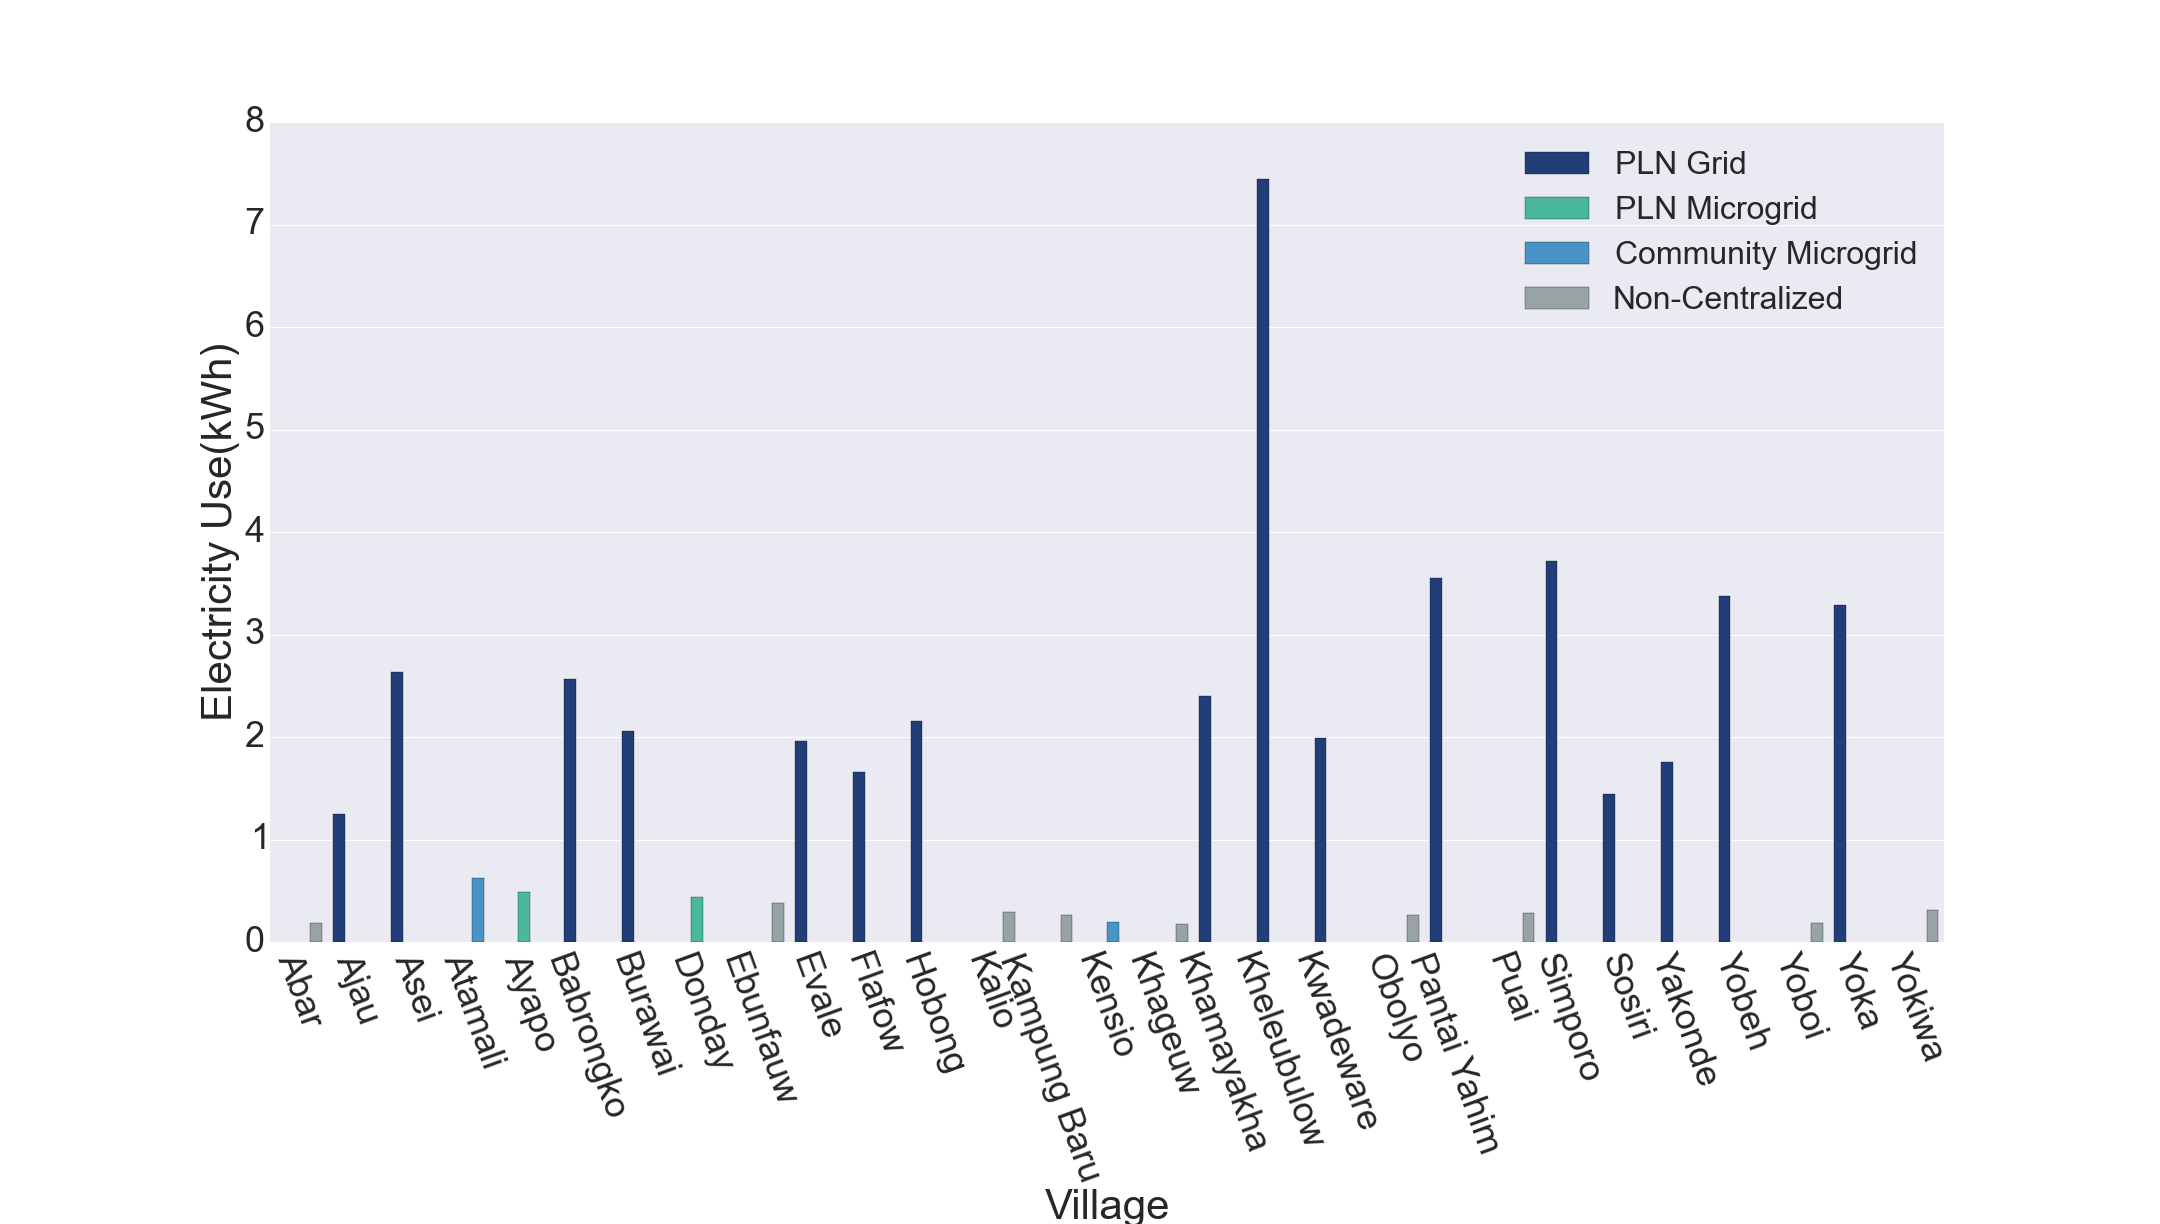 8
7
6
5
4
3
2
1
0
Electricity Use(kWh)
PLN Grid
PLN Microgrid
Community Microgrid
Non-Centralized
Abar
Ajau
Asei
Atamali
Ayapo
Babrongko
Burawai
Donday
Ebunfauw
Evale
Flafow
Hobong
Kalio
Kampung Baru
Kensio
Khageuw
Khamayakha
Kheleubulow
Kwadeware
Obolyo
Pantai Yahim
Puai
Simporo
Sosiri
Yakonde
Yobeh
Yoboi
Yoka
Yokiwa
Village